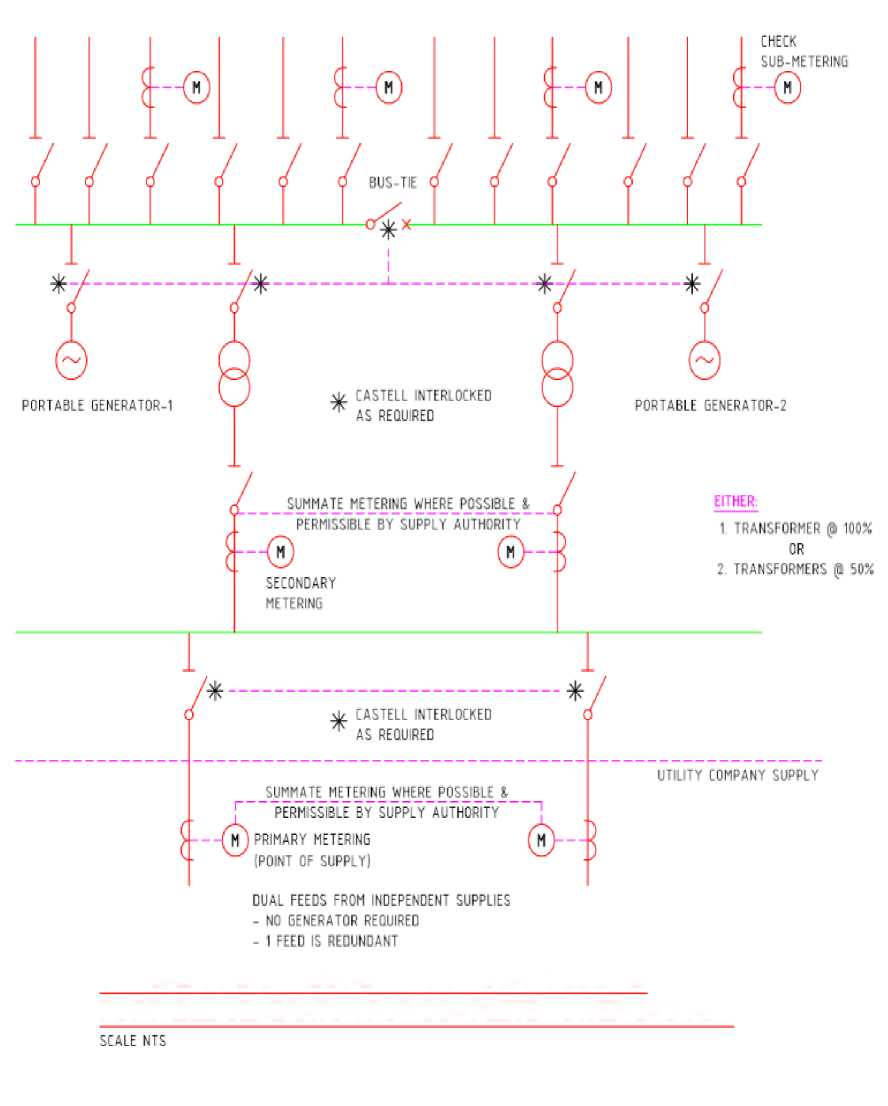 CHECK
SUB-METERING
M
M
M
M
BUS-TIE
PORTABLE GENERATOR-1
CASTELL INTERLOCKED
AS REQUIRED
PORTABLE GENERATOR-2
SUMMATE METERING WHERE POSSIBLE &
PERMISSIBLE BY SUPPLY AUTHORITY
EITHER:
1. TRANSFORMER @ 100%
OR
2. TRANSFORMERS @ 50%
M
M
SECONDARY
METERING
CASTELL INTERLOCKED
AS REQUIRED
UTILITY COMPANY SUPPLY
SUMMATE METERING WHERE POSSIBLE &
PERMISSIBLE BY SUPPLY AUTHORITY
M
PRIMARY METERING
(POINT OF SUPPLY)
M
DUAL FEEDS FROM INDEPENDENT SUPPLIES
- NO GENERATOR REQUIRED
- 1 FEED IS REDUNDANT
SCALE NTS